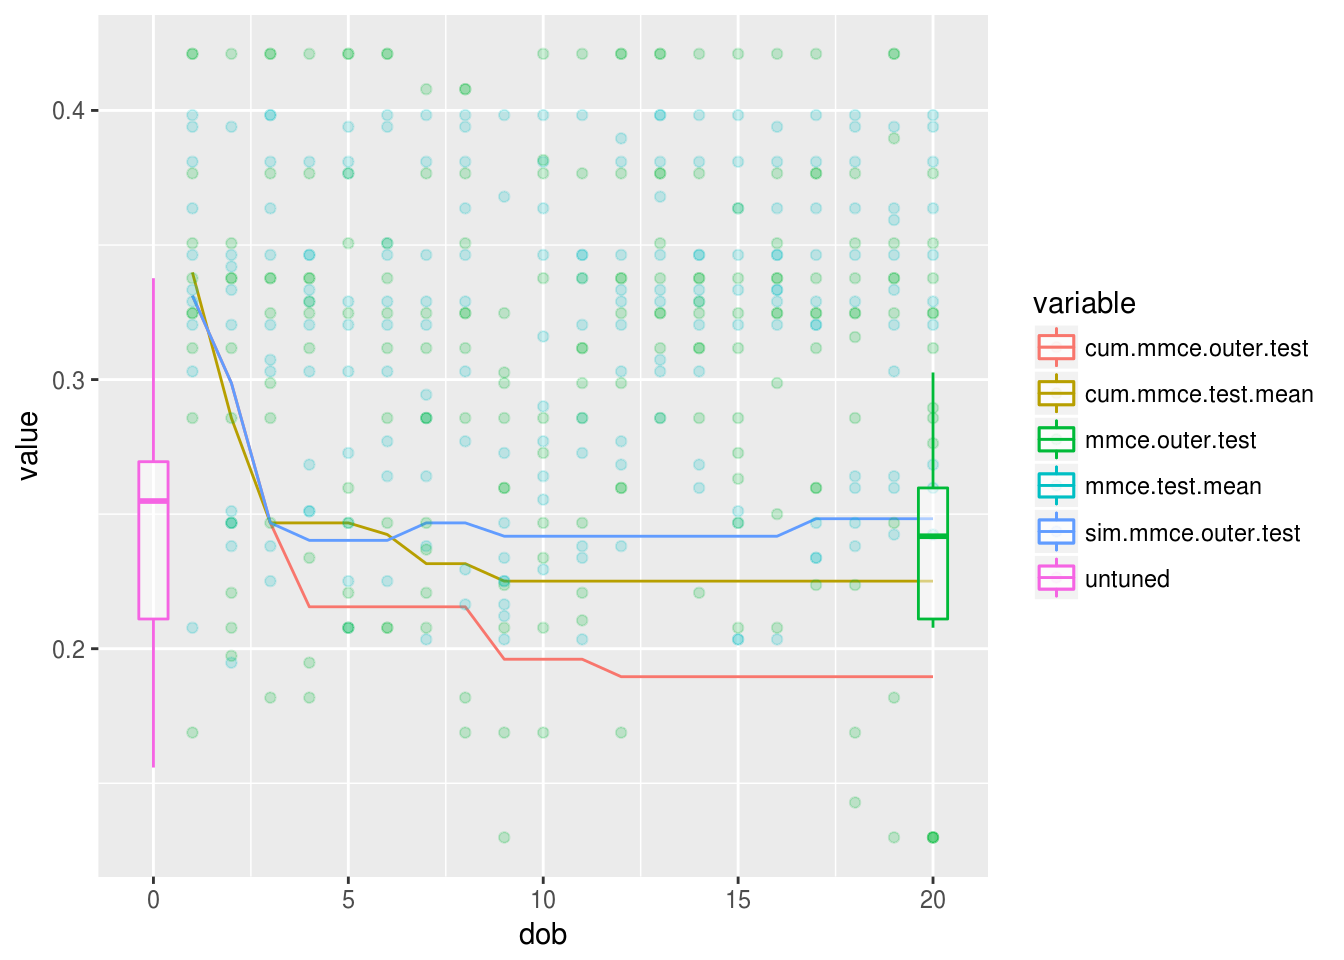 0.4
0.3
0.2
value
0
5
10
15
20
dob
variable
cum.mmce.outer.test
cum.mmce.test.mean
mmce.outer.test
mmce.test.mean
sim.mmce.outer.test
untuned